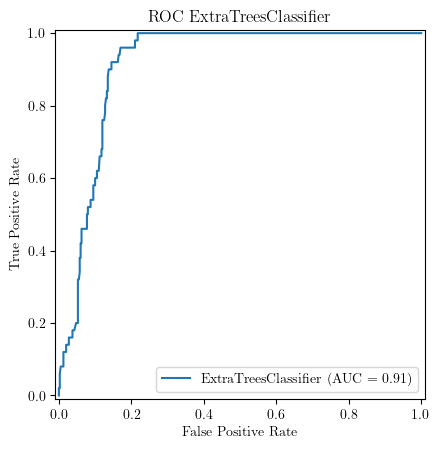 ROC ExtraTreesClassifier
1.0
0.8
0.6
0.4
0.2
0.0
True Positive Rate
ExtraTreesClassifier (AUC = 0.91)
0.0 0.2 0.4 0.6 0.8 1.0
False Positive Rate